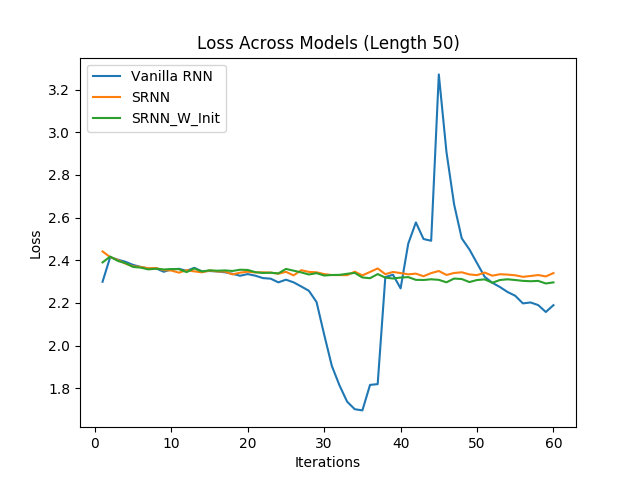 Loss Across Models (Length 50)
Vanilla RNN
SRNN
SRNN_W_Init
Loss
3.2
3.0
2.8
2.6
2.4
2.2
2.0
1.8
0 10 20 30 40 50 60
Iterations